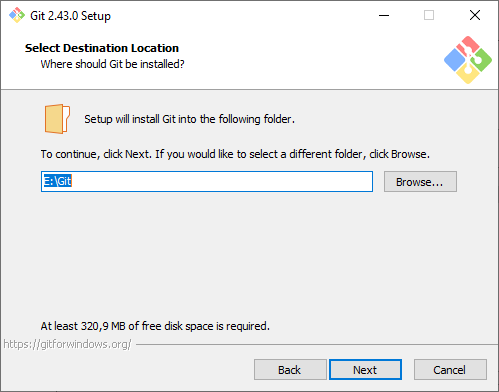 Git 2.43.0 Setup
Select Destination Location
Where should Git be installed?
Setup will install Git into the following folder.
To continue, click Next. If you would like to select a different folder, click Browse.
E:\Git
Browse...
At least 320,9 MB of free disk space is required.
https://gitforwindows.org/
Back
Next
Cancel